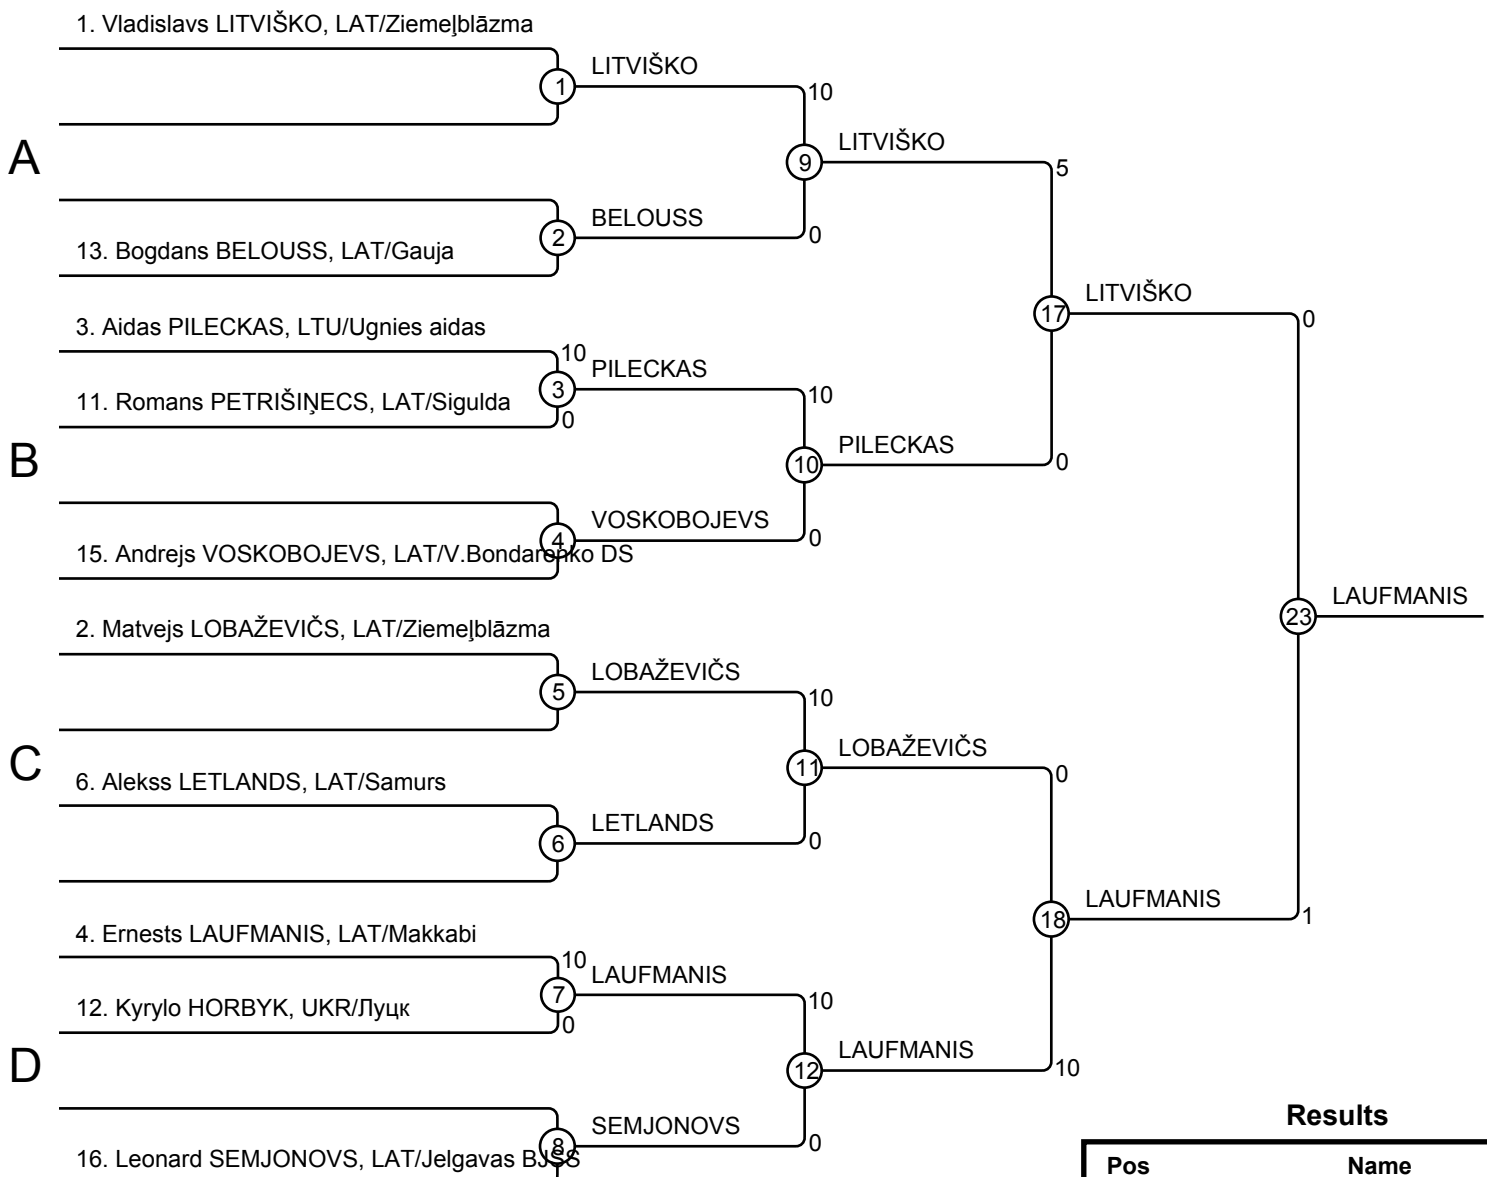 1. Vladislavs LITVIŠKO, LAT/Ziemeļblāzma
LITVIŠKO
1
10
A
9
LITVIŠKO
5
BELOUSS
2
0
13. Bogdans BELOUSS, LAT/Gauja
LITVIŠKO
17
0
3. Aidas PILECKAS, LTU/Ugnies aidas
10
PILECKAS
3
10
11. Romans PETRIŠIŅECS, LAT/Sigulda
0
B
PILECKAS
10
0
VOSKOBOJEVS
4
0
15. Andrejs VOSKOBOJEVS, LAT/V.Bondarenko DS
LAUFMANIS
23
2. Matvejs LOBAŽEVIČS, LAT/Ziemeļblāzma
LOBAŽEVIČS
5
10
C
LOBAŽEVIČS
11
0
6. Alekss LETLANDS, LAT/Samurs
LETLANDS
6
0
LAUFMANIS
18
1
4. Ernests LAUFMANIS, LAT/Makkabi
10
LAUFMANIS
7
10
12. Kyrylo HORBYK, UKR/Луцк
0
D
LAUFMANIS
12
10
SEMJONOVS
8
0
16. Leonard SEMJONOVS, LAT/Jelgavas BJSS
Results
Pos Name